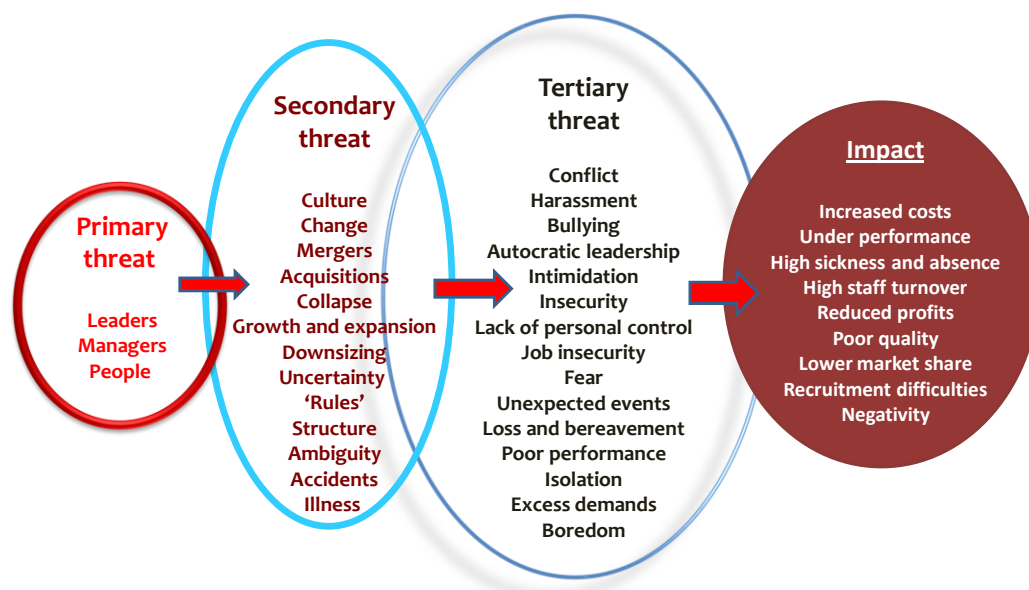 Primary
threat
Leaders
Managers
People
Secondary
threat
Culture
Change
Mergers
Acquisitions
Collapse
Growth and expansion
Downsizing
Uncertainty
‘Rules’
Structure
Ambiguity
Accidents
Illness
Tertiary
threat
Conflict
Harassment
Bullying
Autocratic leadership
Intimidation
Insecurity
Lack of personal control
Job insecurity
Fear
Unexpected events
Loss and bereavement
Poor performance
Isolation
Excess demands
Boredom
Impact
Increased costs
Under performance
High sickness and absence
High staff turnover
Reduced profits
Poor quality
Lower market share
Recruitment difficulties
Negativity